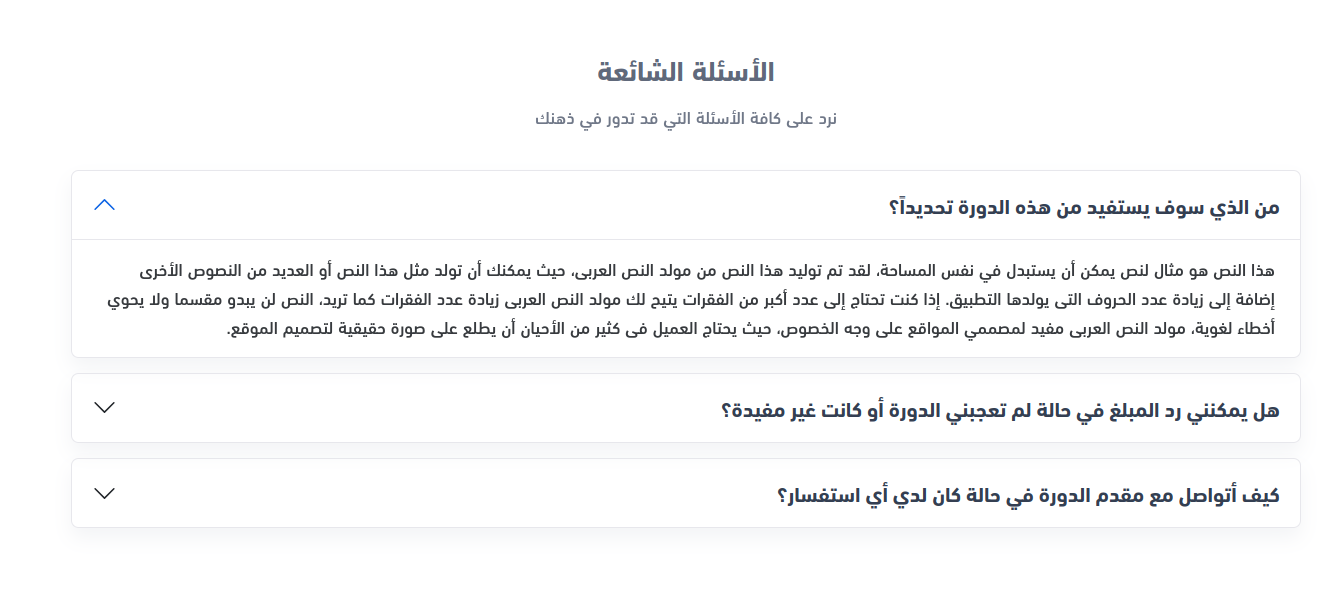 الأسئلة الشائعة
نرد على كافة الأسئلة التي قد تدور في ذهنك
من الذي سوف يستفيد من هذه الدورة تحديداً؟
هذا النص هو مثال لنص يمكن أن يستبدل في نفس المساحة، لقد تم توليد هذا النص من مولد النص العربى، حيث يمكنك أن تولد مثل هذا النص أو العديد من النصوص الأخرى
إضافة إلى زيادة عدد الحروف التى يولدها التطبيق. إذا كنت تحتاج إلى عدد أكبر من الفقرات يتيح لك مولد النص العربى زيادة عدد الفقرات كما تريد، النص لن يبدو مقسما ولا يحوي
أخطاء لغوية، مولد النص العربى مفيد لمصممي المواقع على وجه الخصوص، حيث يحتاج العميل فى كثير من الأحيان أن يطلع على صورة حقيقية لتصميم الموقع.
هل يمكنني رد المبلغ في حالة لم تعجبني الدورة أو كانت غير مفيدة؟
كيف أتواصل مع مقدم الدورة في حالة كان لدي أي استفسار؟